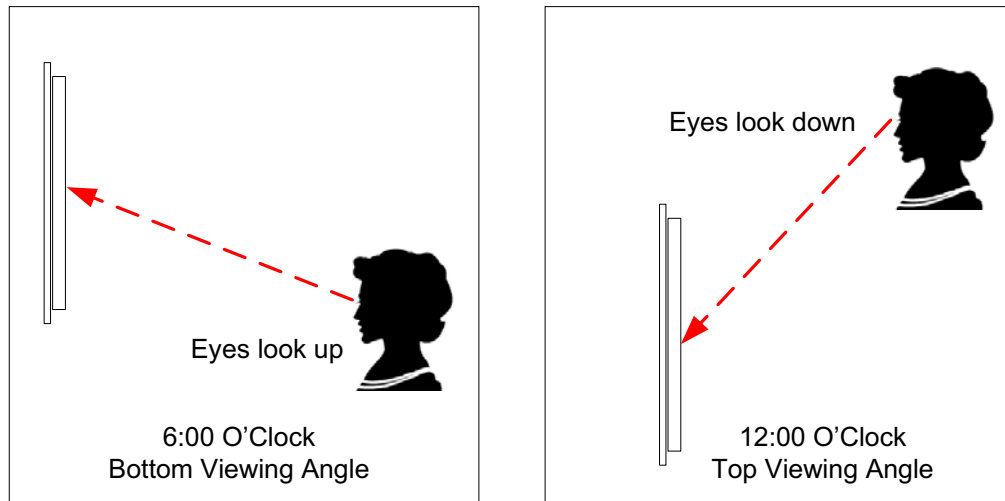 Eyes look up
6:00 O’Clock
Bottom Viewing Angle
Eyes look down
12:00 O’Clock
Top Viewing Angle